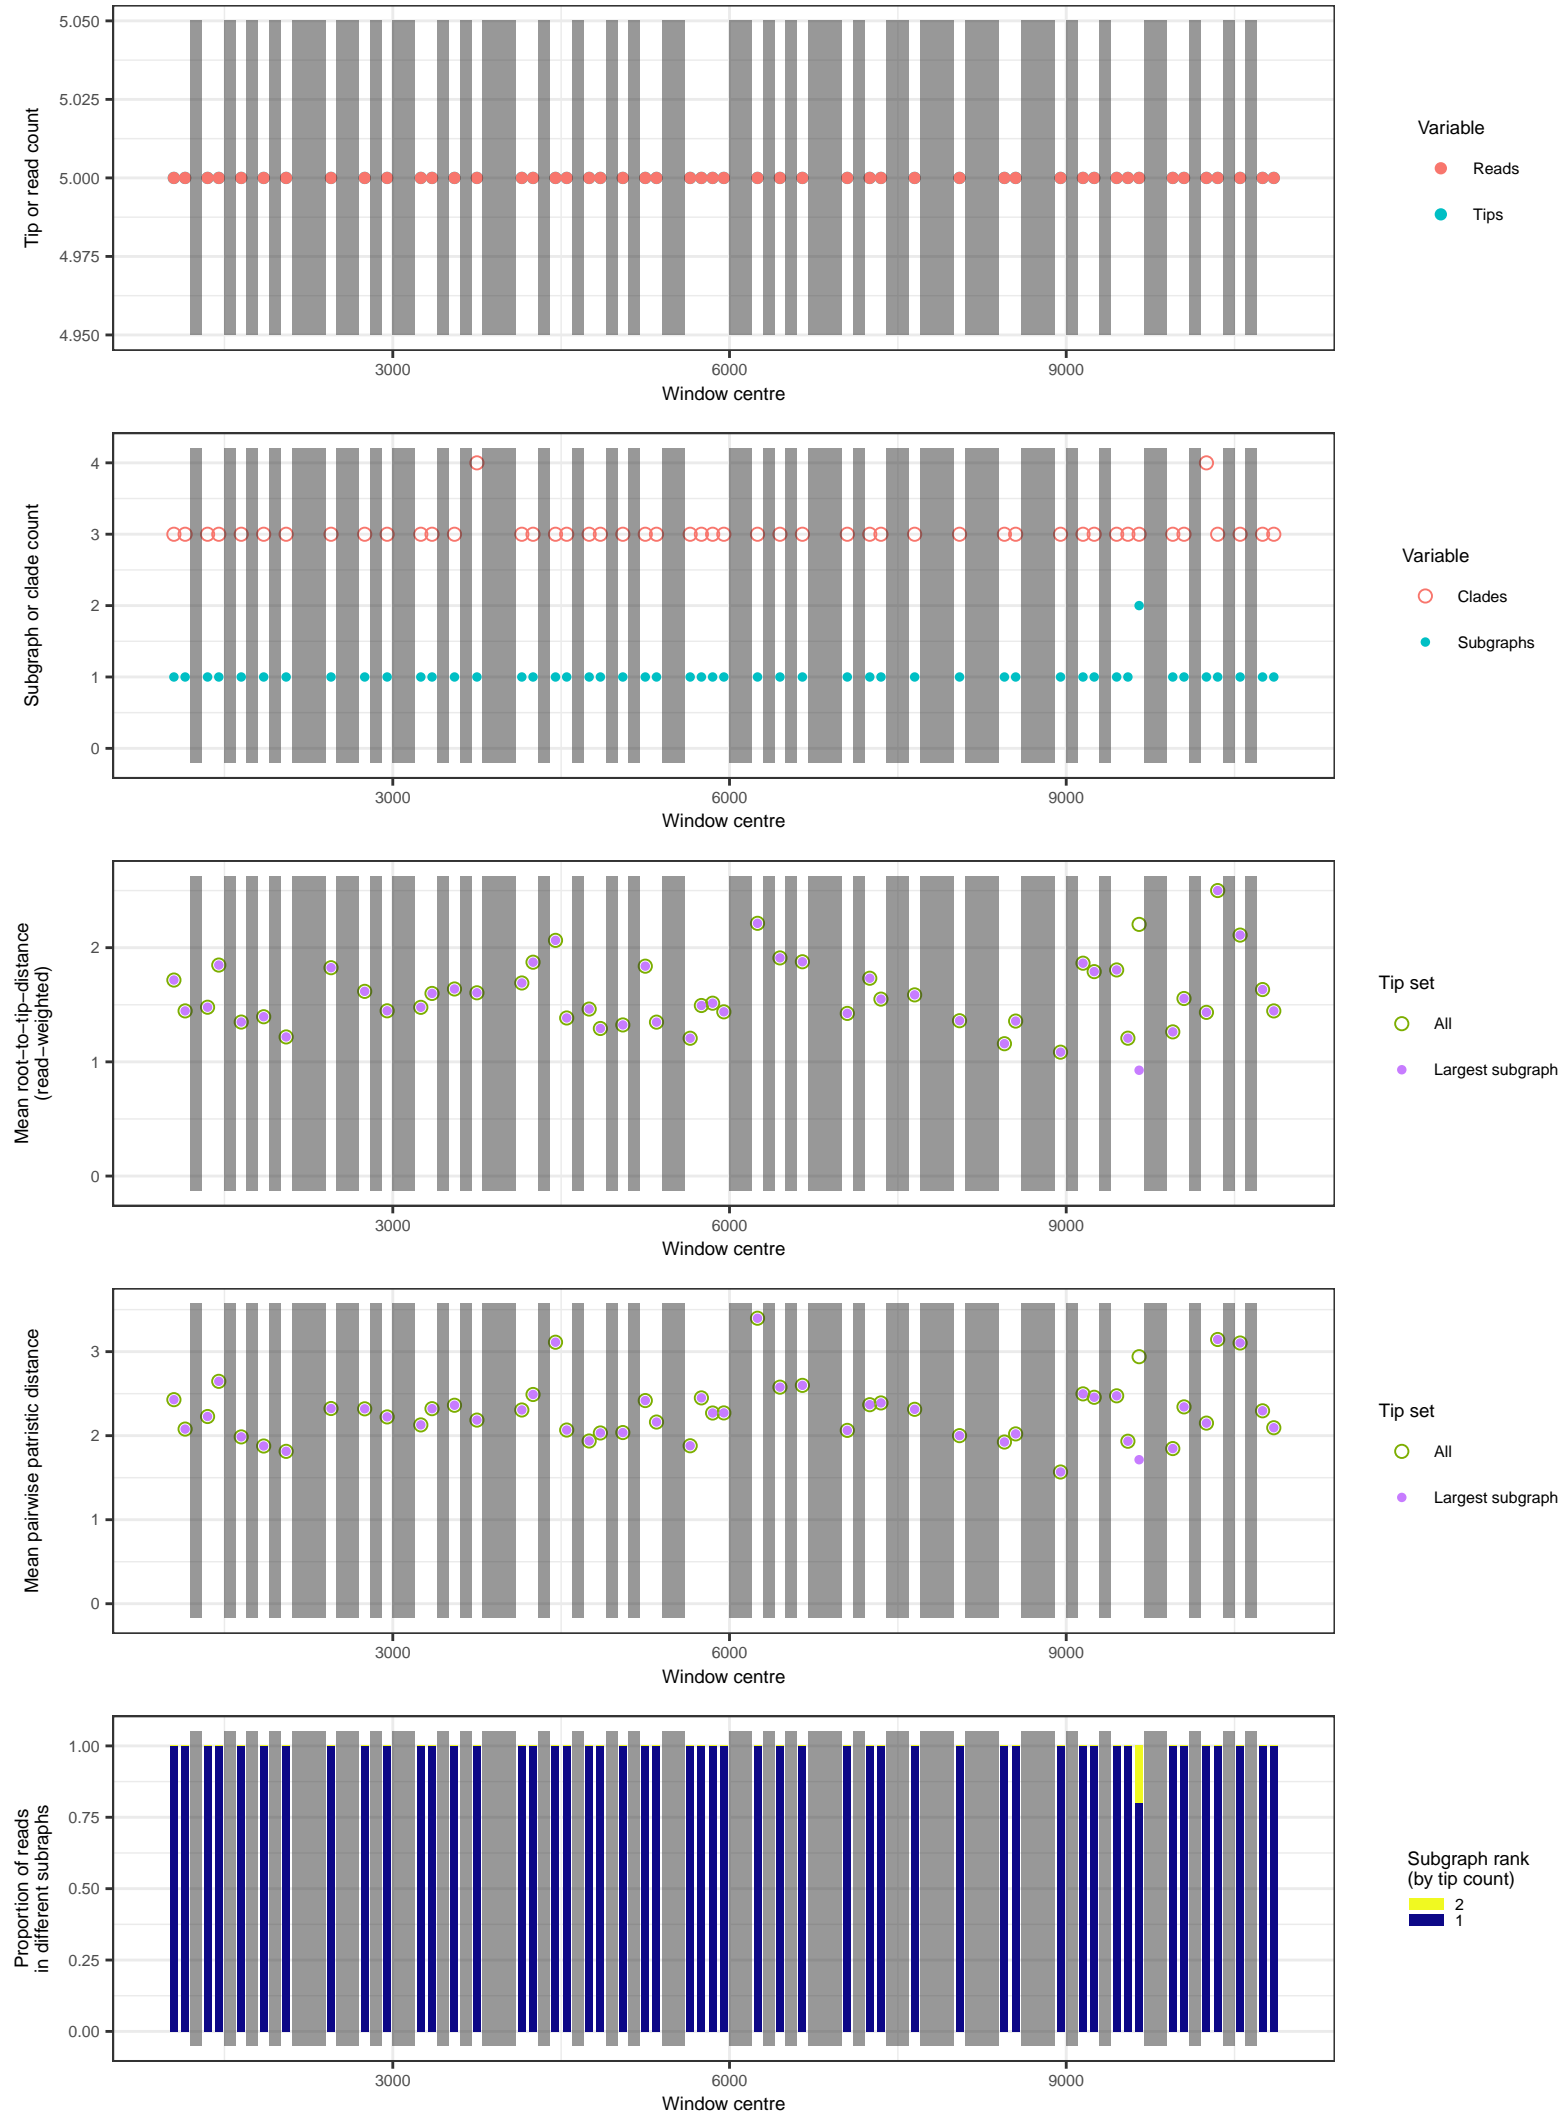 5.050
5.025
5.000
4.975
4.950
Tip or read count
3000
6000
9000
Window centre
Variable
Reads
Tips
4
3
2
1
0
Subgraph or clade count
3000
6000
9000
Window centre
Variable
Clades
Subgraphs
2
1
0
Mean root-to-tip-distance
(read-weighted)
3000
6000
9000
Window centre
Tip set
All
Largest subgraph
3
2
1
0
Mean pairwise patristic distance
3000
6000
9000
Window centre
Tip set
All
Largest subgraph
1.00
0.75
0.50
0.25
0.00
Proportion of reads
in different subraphs
3000
6000
9000
Window centre
Subgraph rank
(by tip count)
2
1